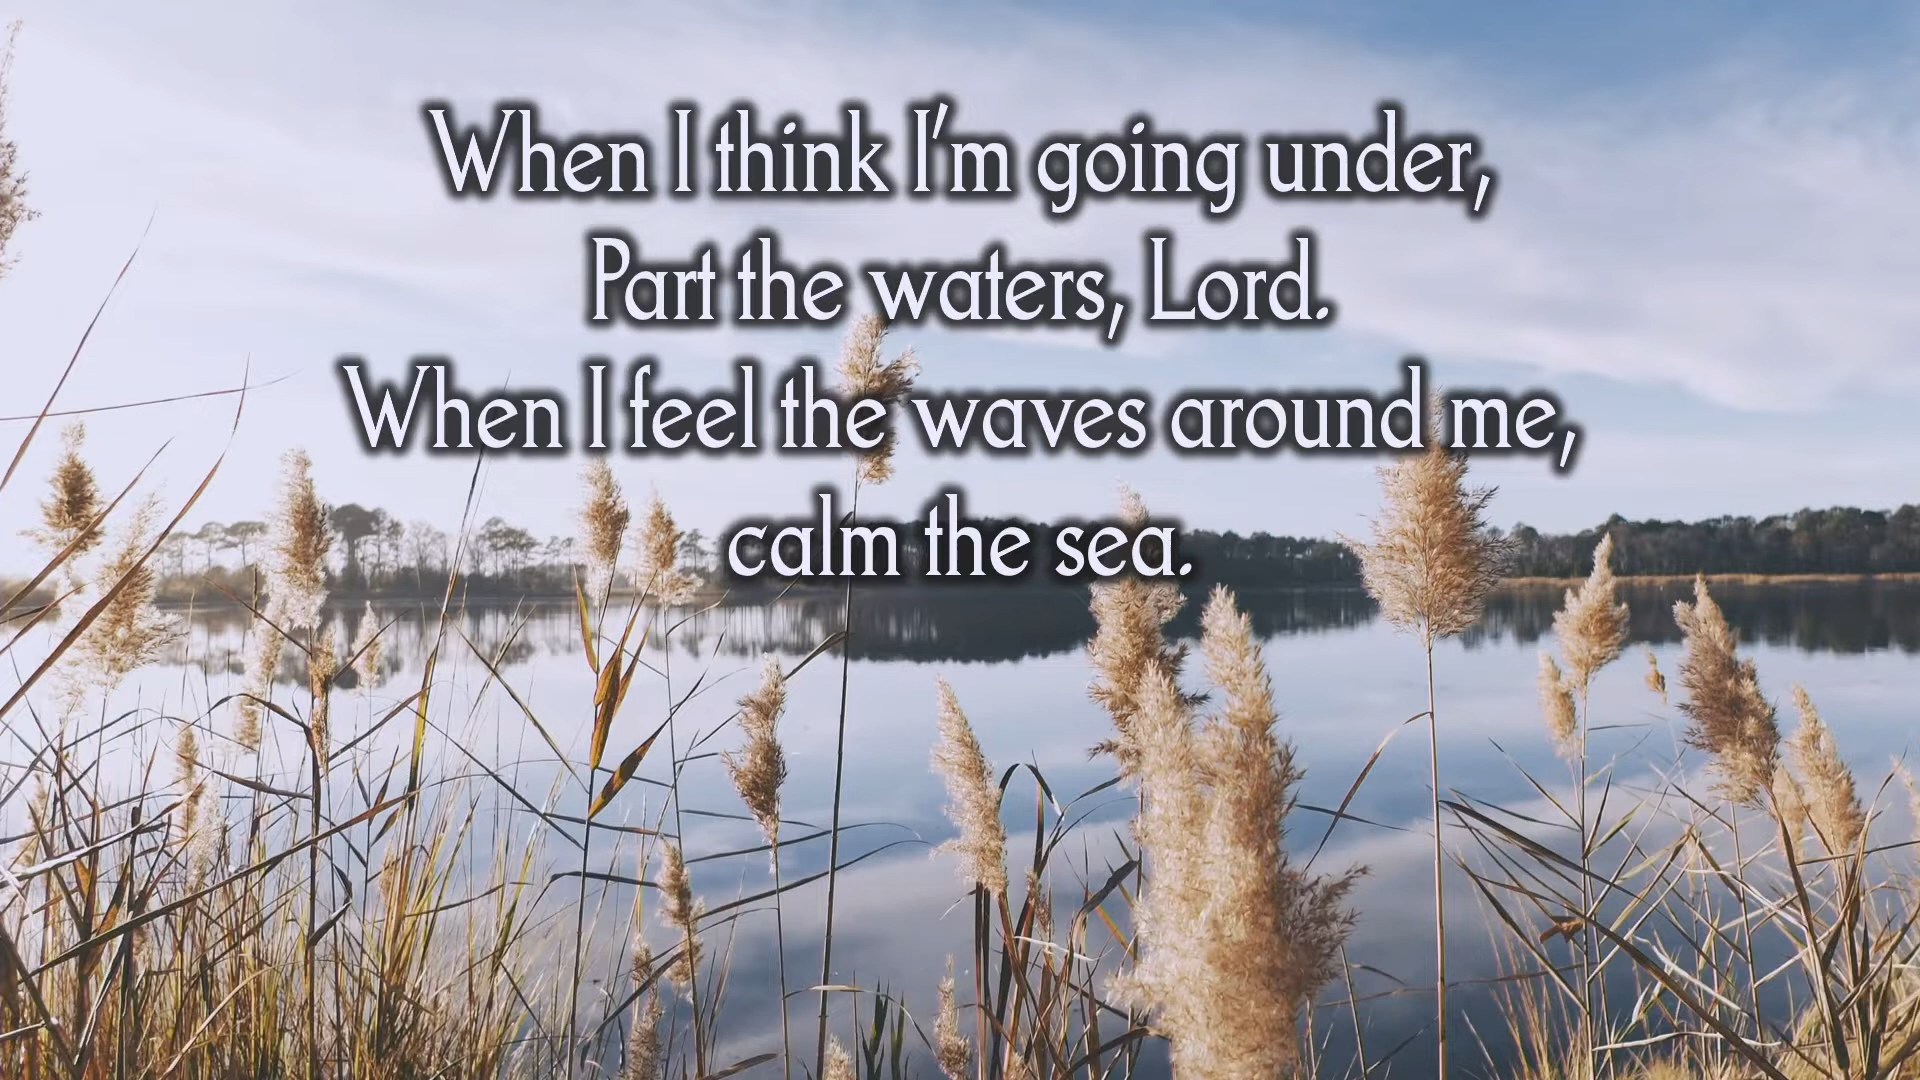 When I think I'm going under,
Part the waters, Lord.
When I feel the waves around me,
calm the sea.